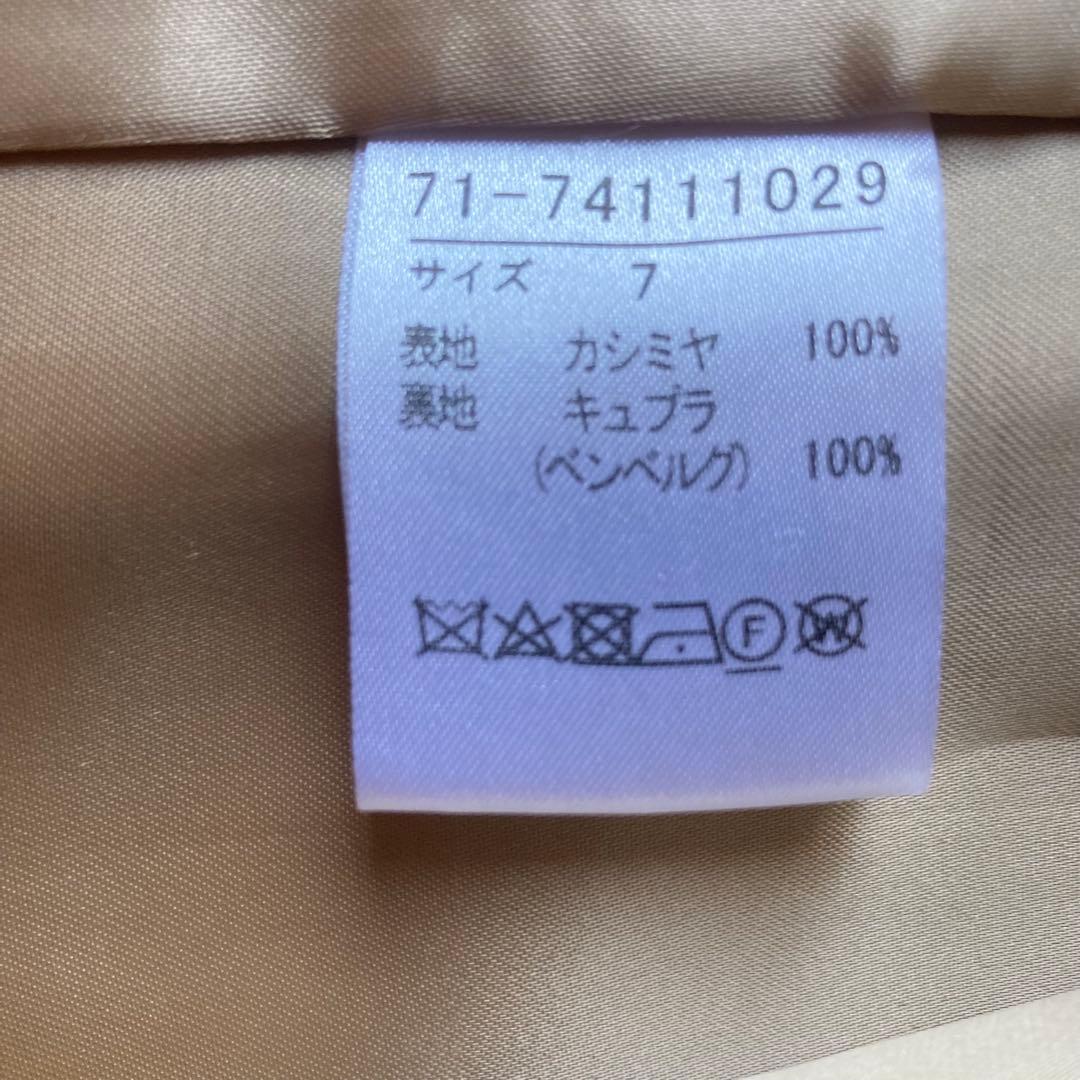 71-74111029
サイズ 7
表地 カシミヤ 100%
裏地 キュプラ
(ベンベルグ) 100%
F W